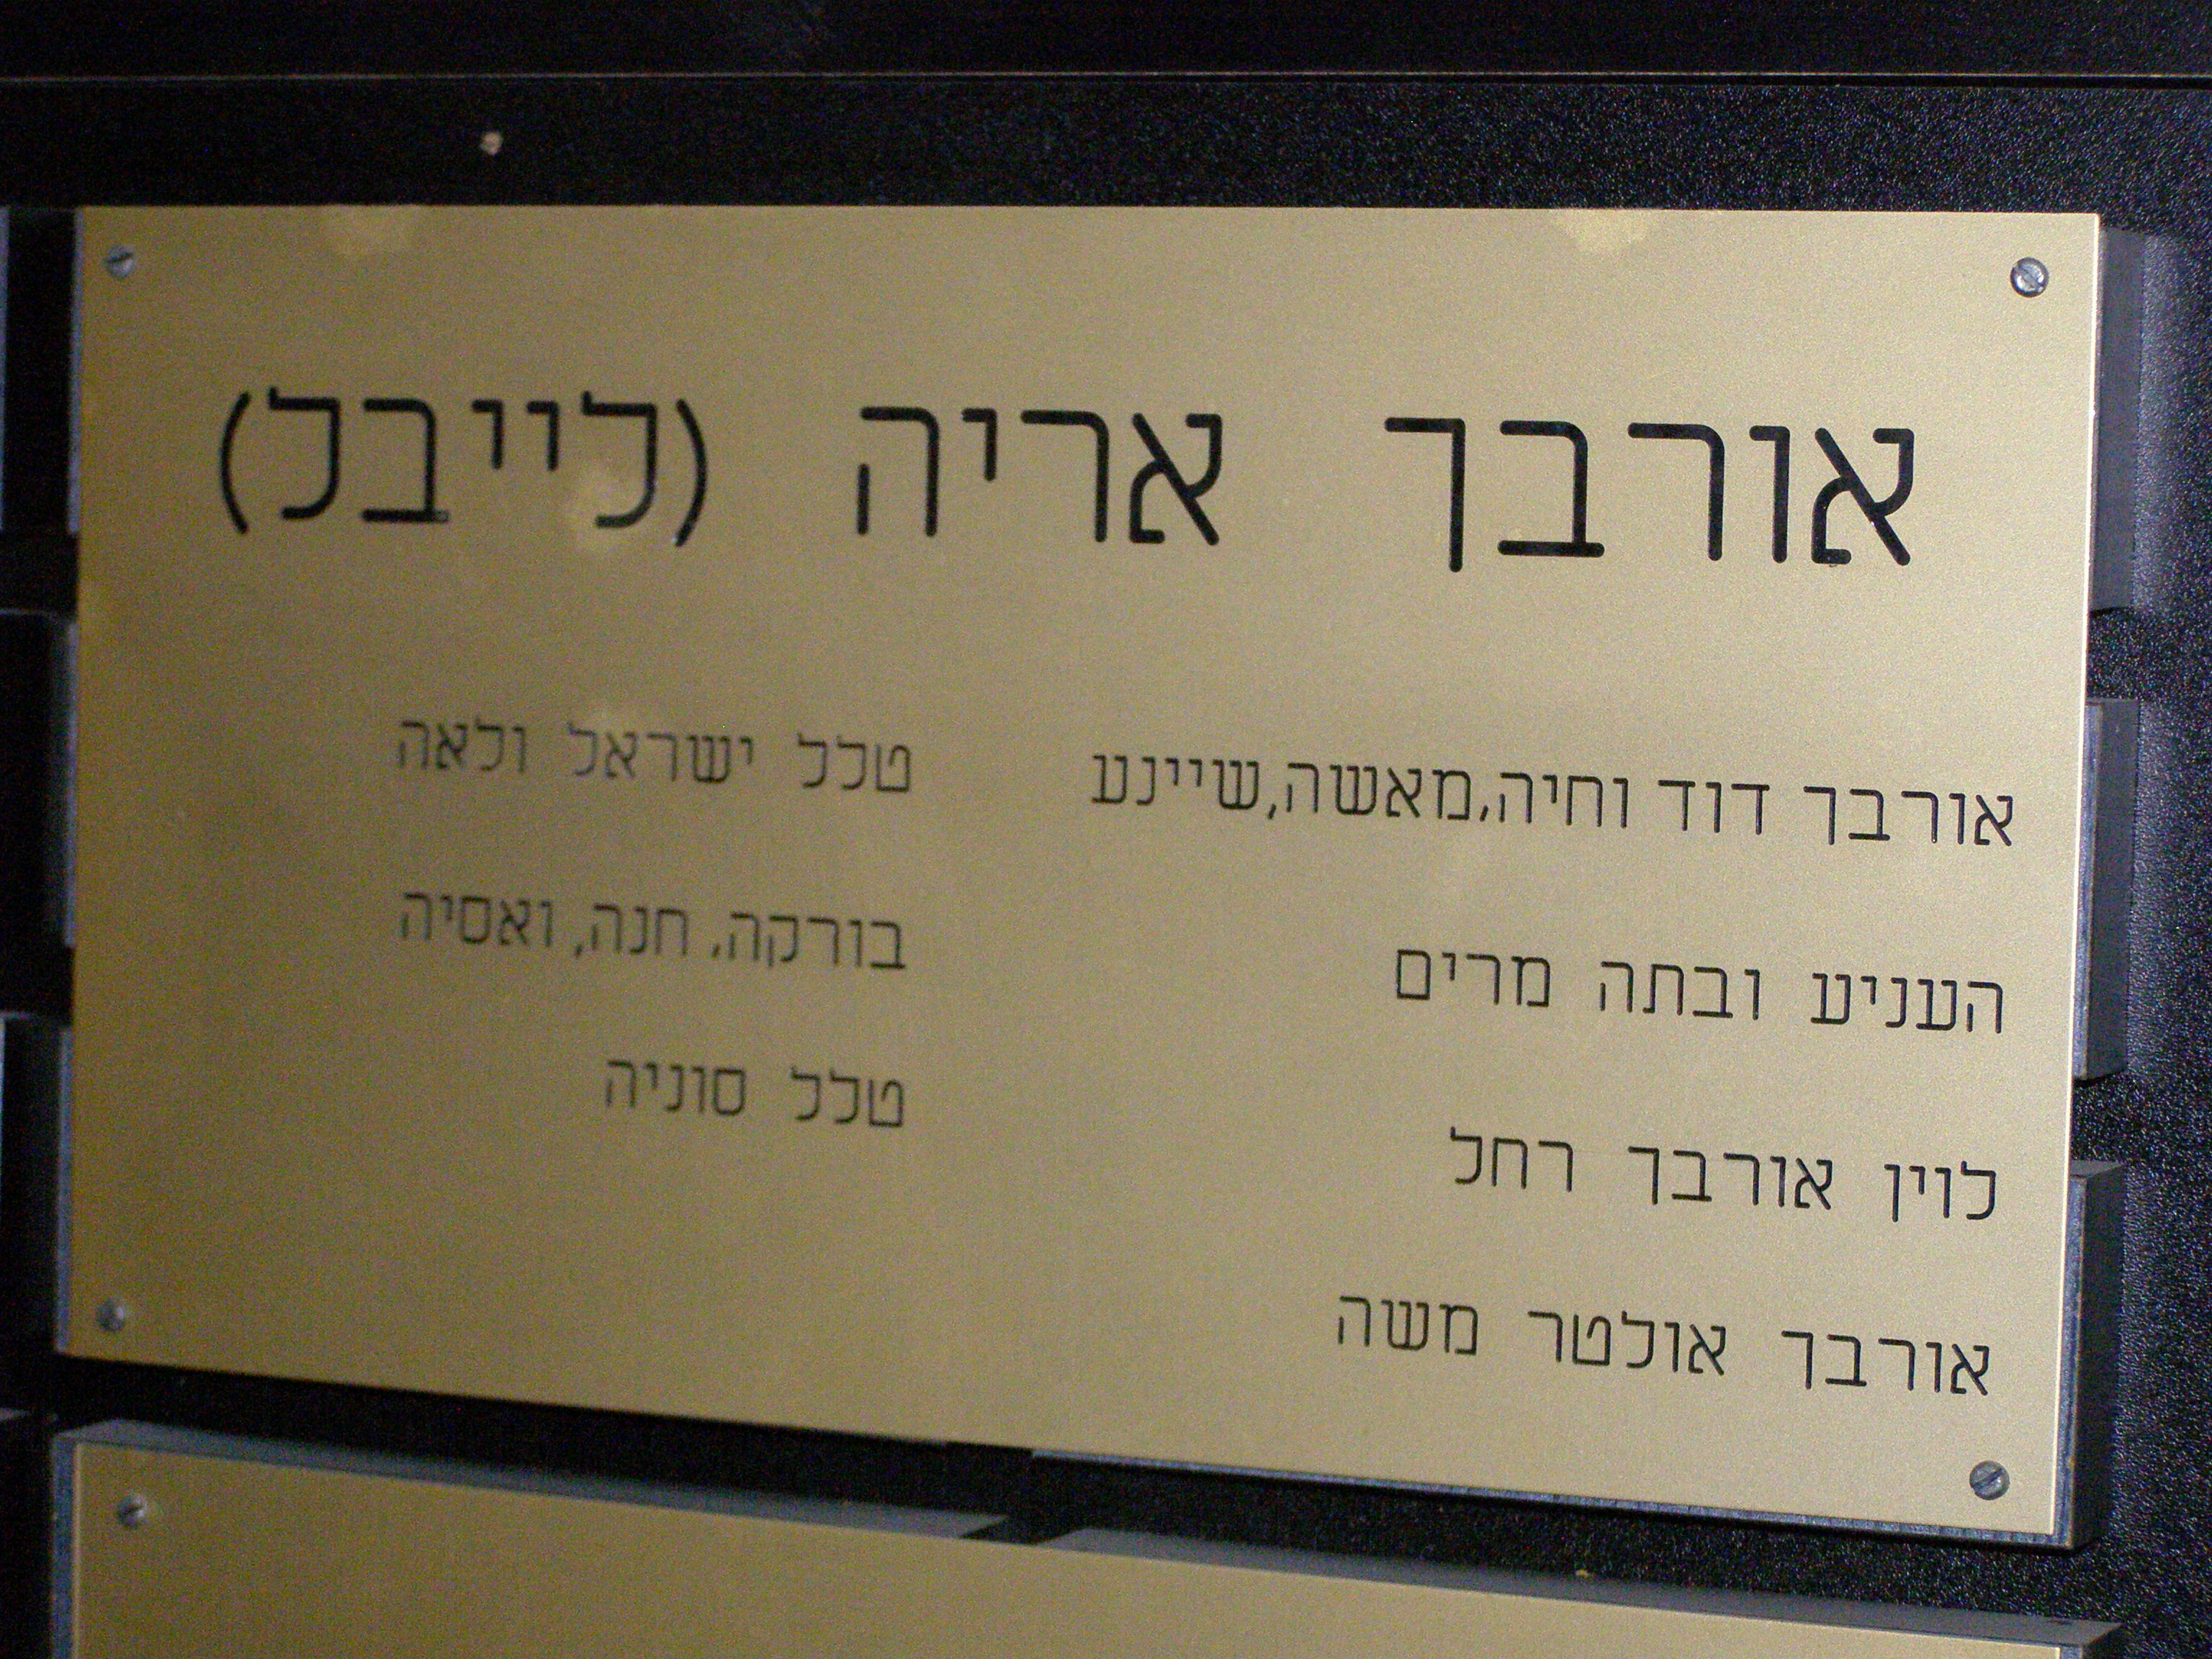 אורבך אריה (לייבל)
אורבך דוד וחיה,מאשה,שיינע
העניע ובתה מרים
לוין אורבך רחל
אורבך אולטר משה
טלל ישראל ולאה
בורקה, חנה, ואסיה
טלל סוניה